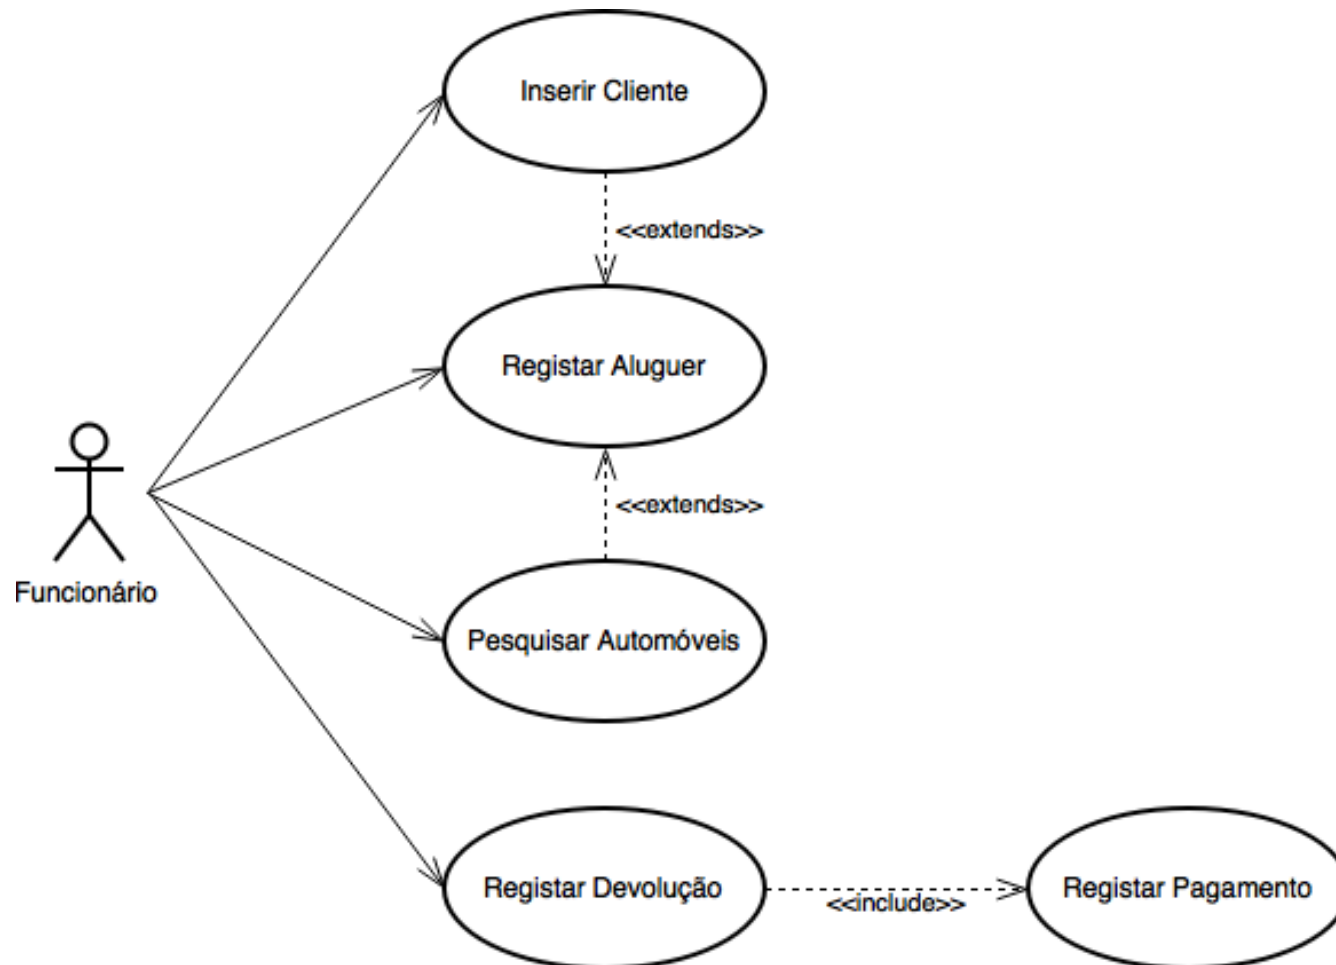 Inserir Cliente
<<extends>>
Registar Aluguer
<<extends>>
Funcionário
Pesquisar Automóveis
Registar Devolução
<<include>>
Registar Pagamento